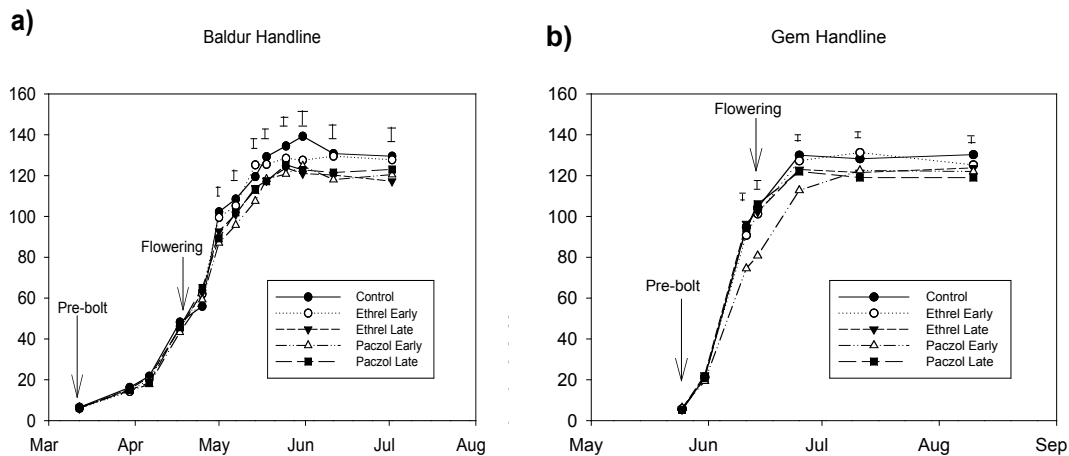 a)
Baldur Handline
160
140
120
100
80
60
40
20
0
Mar Apr May Jun Jul Aug
Pre-bolt
Flowering
Control
Ethrel Early
Ethrel Late
Paczol Early
Paczol Late
b)
Gem Handline
160
140
120
100
80
60
40
20
0
May Jun Jul Aug Sep
Flowering
Pre-bolt
Control
Ethrel Early
Ethrel Late
Paczol Early
Paczol Late